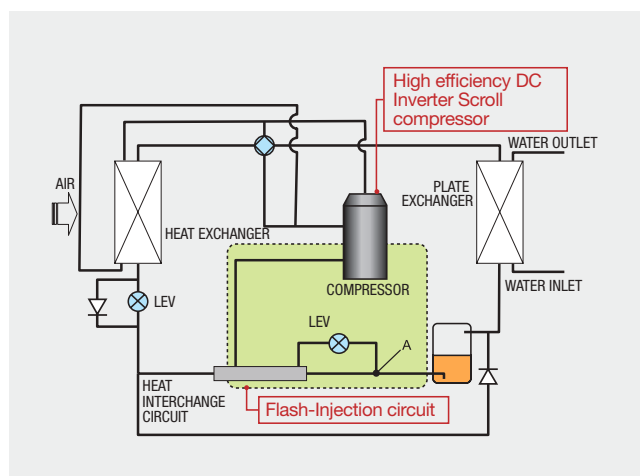 High efficiency DC
Inverter Scroll
compressor
WATER OUTLET
AIR
PLATE
EXCHANGER
HEAT EXCHANGER
COMPRESSOR
WATER INLET
LEV
LEV
A
HEAT
INTERCHANGE
CIRCUIT
Flash-Injection circuit